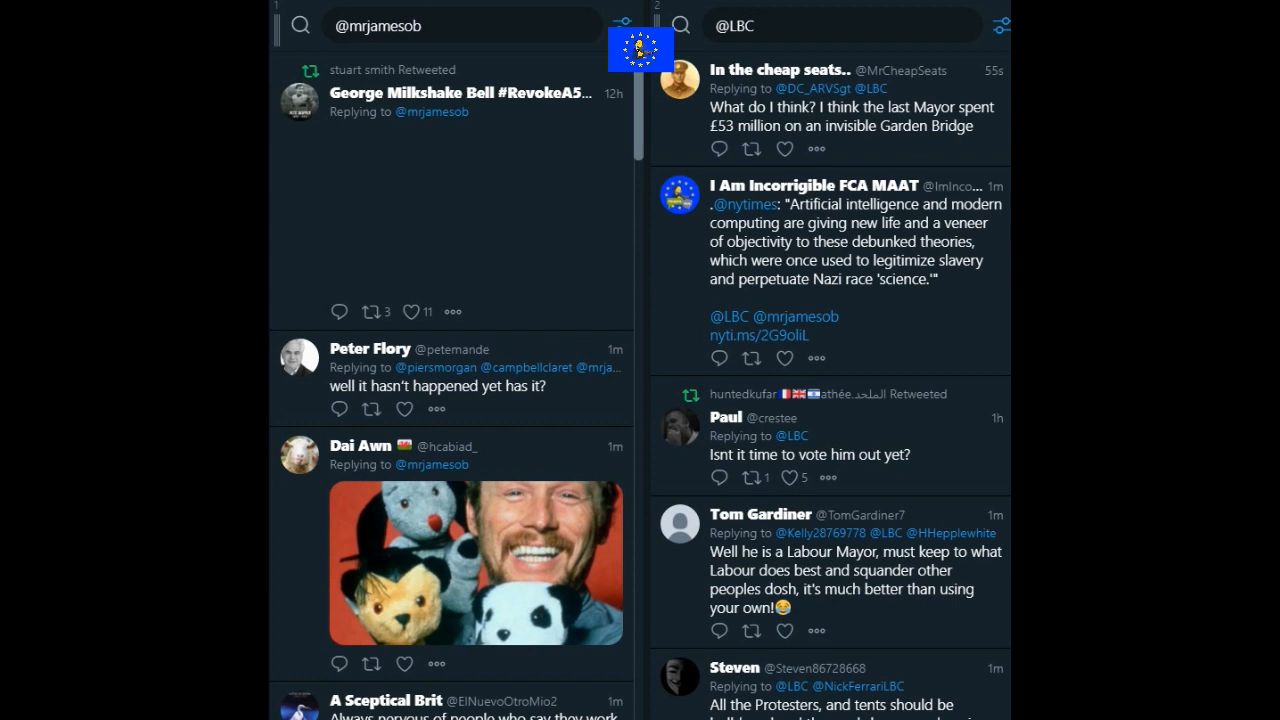 1
@mrjamesob
stuart smith Retweeted
George Milkshake Bell #RevokeA5... 12h
Replying to @mrjamesob
3 11
Peter Flory @petemande 1m
Replying to @piersmorgan @campbellclaret @mrja...
well it hasn't happened yet has it?
Dai Awn @hcabiad_ 1m
Replying to @mrjamesob
A Sceptical Brit @ElNuevoOtroMio2 1m
Always nervous of people who say they work
2
@LBC
In the cheap seats.. @MrCheapSeats 55s
Replying to @DC_ARVSgt @LBC
What do I think? I think the last Mayor spent
£53 million on an invisible Garden Bridge
I Am Incorrigible FCA MAAT @ImInco... 1m
.@nytimes: "Artificial intelligence and modern
computing are giving new life and a veneer
of objectivity to these debunked theories,
which were once used to legitimize slavery
and perpetuate Nazi race 'science.'"
@LBC @mrjamesob
nyti.ms/2G9oliL
huntedkufar🇫🇷🇬🇧🇮🇱athée.الملحد Retweeted
Paul @crestee 1h
Replying to @LBC
Isnt it time to vote him out yet?
1 5
Tom Gardiner @TomGardiner7 1m
Replying to @Kelly28769778 @LBC @HHepplewhite
Well he is a Labour Mayor, must keep to what
Labour does best and squander other
peoples dosh, it's much better than using
your own!😂
Steven @Steven86728668 1m
Replying to @LBC @NickFerrariLBC
All the Protesters, and tents should be